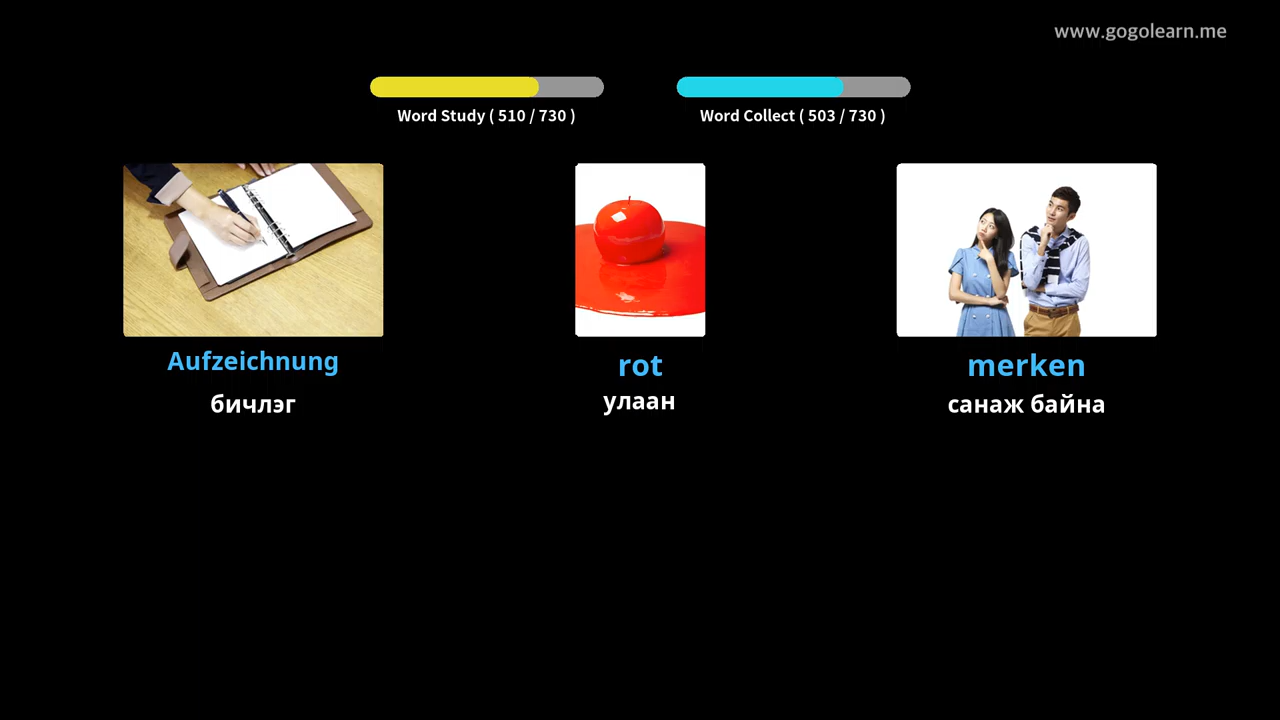 www.gogolearn.me
Word Study ( 510 / 730 )
Word Collect ( 503 / 730 )
Aufzeichnung
бичлэг
rot
улаан
merken
санаж байна